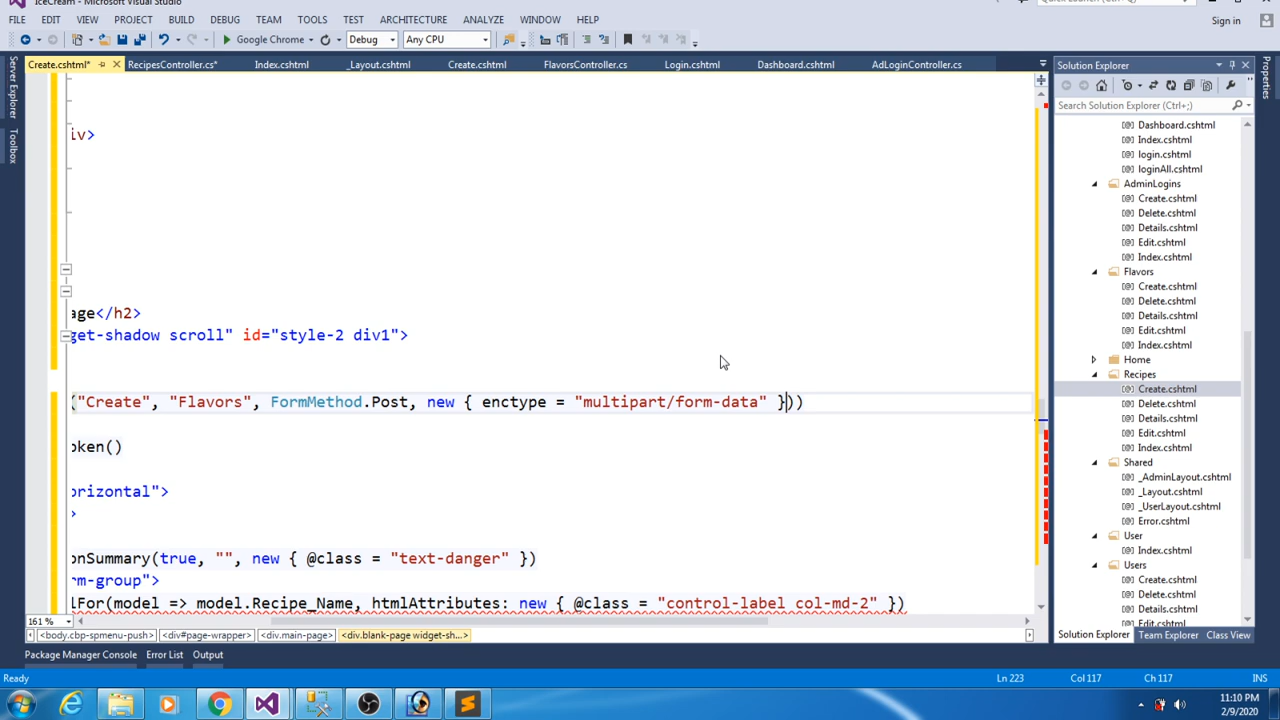 IceCream - Microsoft Visual Studio
Quick Launch (Ctrl+Q)
FILE EDIT VIEW PROJECT BUILD DEBUG TEAM TOOLS TEST ARCHITECTURE ANALYZE WINDOW HELP
Sign in
Google Chrome Debug Any CPU
Create.cshtml* RecipesController.cs* Index.cshtml _Layout.cshtml Create.cshtml FlavorsController.cs Login.cshtml Dashboard.cshtml AdLoginController.cs
Server Explorer
Toolbox
iv>
age</h2>
get-shadow scroll" id="style-2 div1">
("Create", "Flavors", FormMethod.Post, new { enctype = "multipart/form-data" }))
oken()
orizontal">
>
onSummary(true, "", new { @class = "text-danger" })
rm-group">
lFor(model => model.Recipe_Name, htmlAttributes: new { @class = "control-label col-md-2" })
161 %
<body.cbp-spmenu-push> <div#page-wrapper> <div.main-page> <div.blank-page widget-sh...>
Package Manager Console Error List Output
Solution Explorer
Search Solution Explorer (Ctrl+;)
Dashboard.cshtml
Index.cshtml
login.cshtml
loginAll.cshtml
AdminLogins
Create.cshtml
Delete.cshtml
Details.cshtml
Edit.cshtml
Index.cshtml
Flavors
Create.cshtml
Delete.cshtml
Details.cshtml
Edit.cshtml
Index.cshtml
Home
Recipes
Create.cshtml
Delete.cshtml
Details.cshtml
Edit.cshtml
Index.cshtml
Shared
_AdminLayout.cshtml
_Layout.cshtml
_UserLayout.cshtml
Error.cshtml
User
Index.cshtml
Users
Create.cshtml
Delete.cshtml
Details.cshtml
Edit.cshtml
Solution Explorer Team Explorer Class View
Properties
Ready Ln 223 Col 117 Ch 117 INS
11:10 PM
2/9/2020